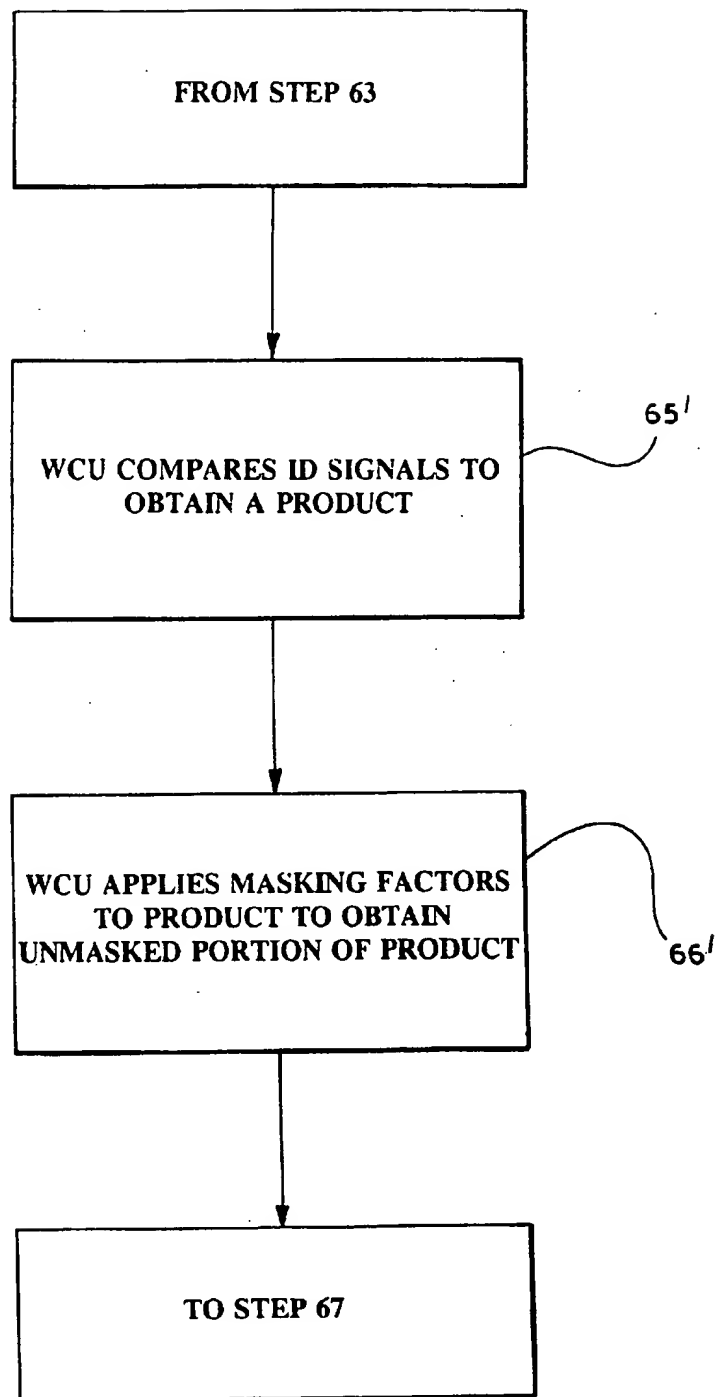 FROM STEP 63
WCU COMPARES ID SIGNALS TO
OBTAIN A PRODUCT
65'
WCU APPLIES MASKING FACTORS
TO PRODUCT TO OBTAIN
UNMASKED PORTION OF PRODUCT
66'
TO STEP 67